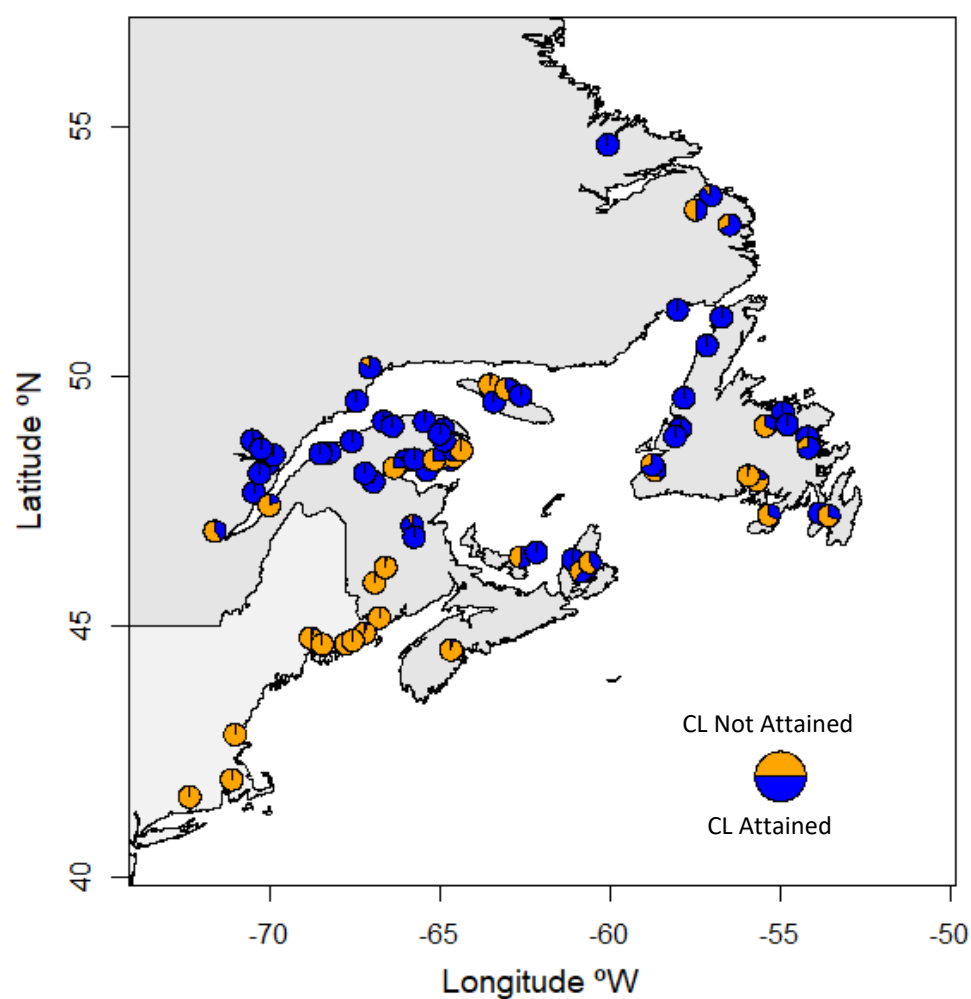 55
50
45
40
Latitude ºN
CL Not Attained
CL Attained
-70 -65 -60 -55 -50
Longitude ºW